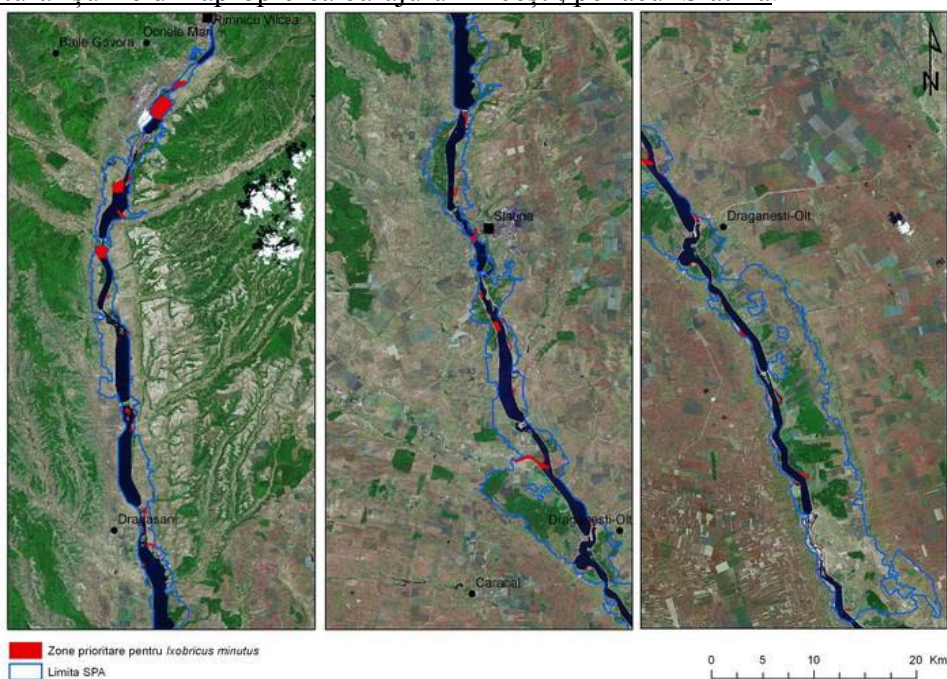 Rimnicu Vilcea
Ocnele Mari
Baile Govora
Dragasani
Slatina
Draganesti-Olt
Caracal
Draganesti-Olt
N
Zone prioritare pentru Ixobricus minutus
Limita SPA
0 5 10 20 Km